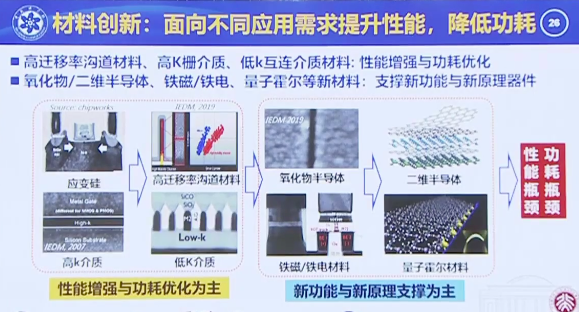 材料创新：面向不同应用需求提升性能，降低功耗
26
高迁移率沟道材料、高K栅介质、低k互连介质材料: 性能增强与功耗优化
氧化物/二维半导体、铁磁/铁电、量子霍尔等新材料：支撑新功能与新原理器件
Source: chipworks
IEDM 2019
IEDM 2019
应变硅
高迁移率沟道材料
氧化物半导体
二维半导体
Metal Gate
(different for NMOS & PMOS)
High-k
Silicon Substrate
IEDM, 2007
SiCO
Low-k
高k介质
低K介质
铁磁/铁电材料
量子霍尔材料
性能增强与功耗优化为主
新功能与新原理支撑为主
功耗瓶颈
性能瓶颈